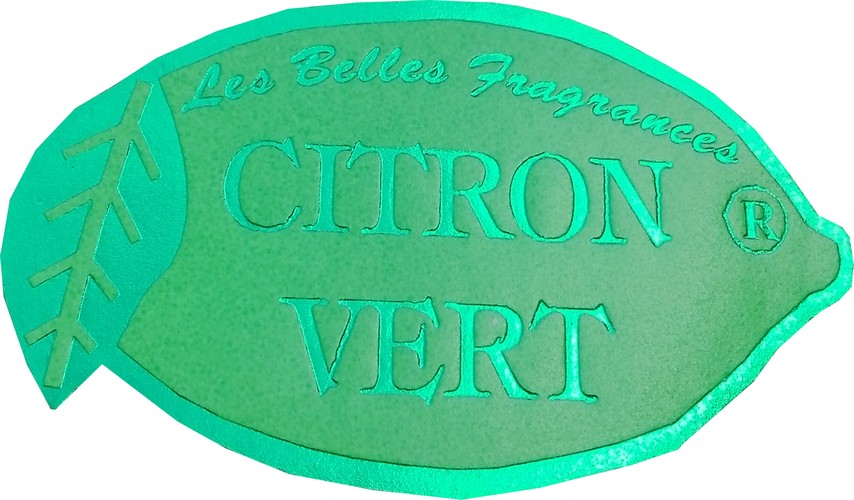 Les Belles Fragrances
CITRON
®
VERT